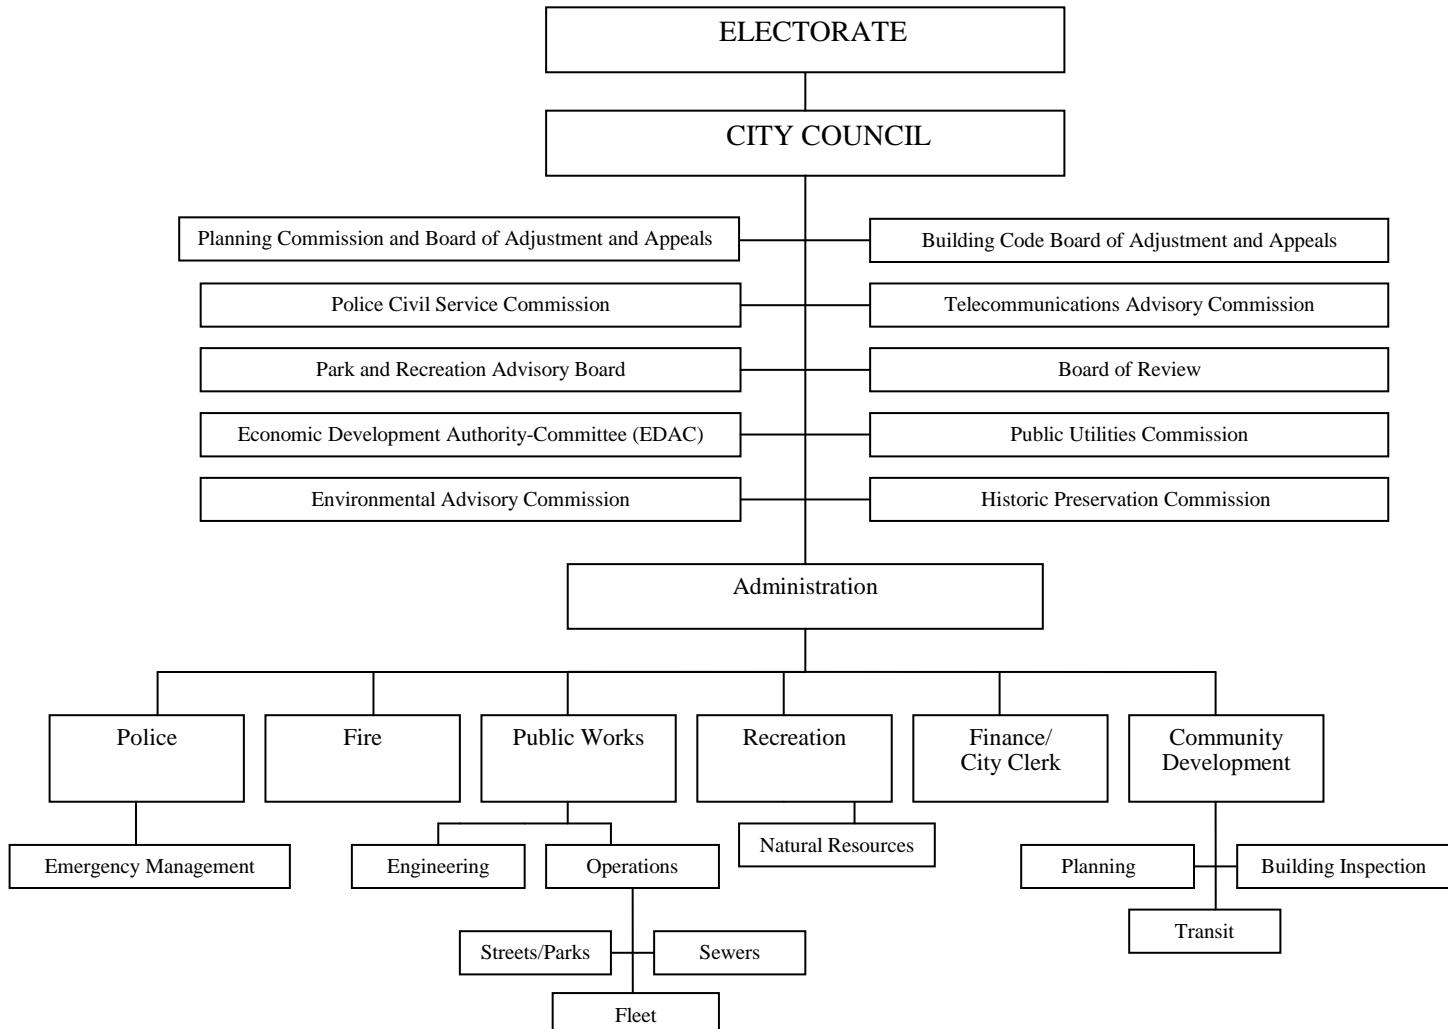 ELECTORATE
CITY COUNCIL
Planning Commission and Board of Adjustment and Appeals
Building Code Board of Adjustment and Appeals
Police Civil Service Commission
Telecommunications Advisory Commission
Park and Recreation Advisory Board
Board of Review
Economic Development Authority-Committee (EDAC)
Public Utilities Commission
Environmental Advisory Commission
Historic Preservation Commission
Administration
Police
Fire
Public Works
Recreation
Finance/
City Clerk
Community
Development
Emergency Management
Engineering
Operations
Natural Resources
Planning
Building Inspection
Transit
Streets/Parks
Sewers
Fleet